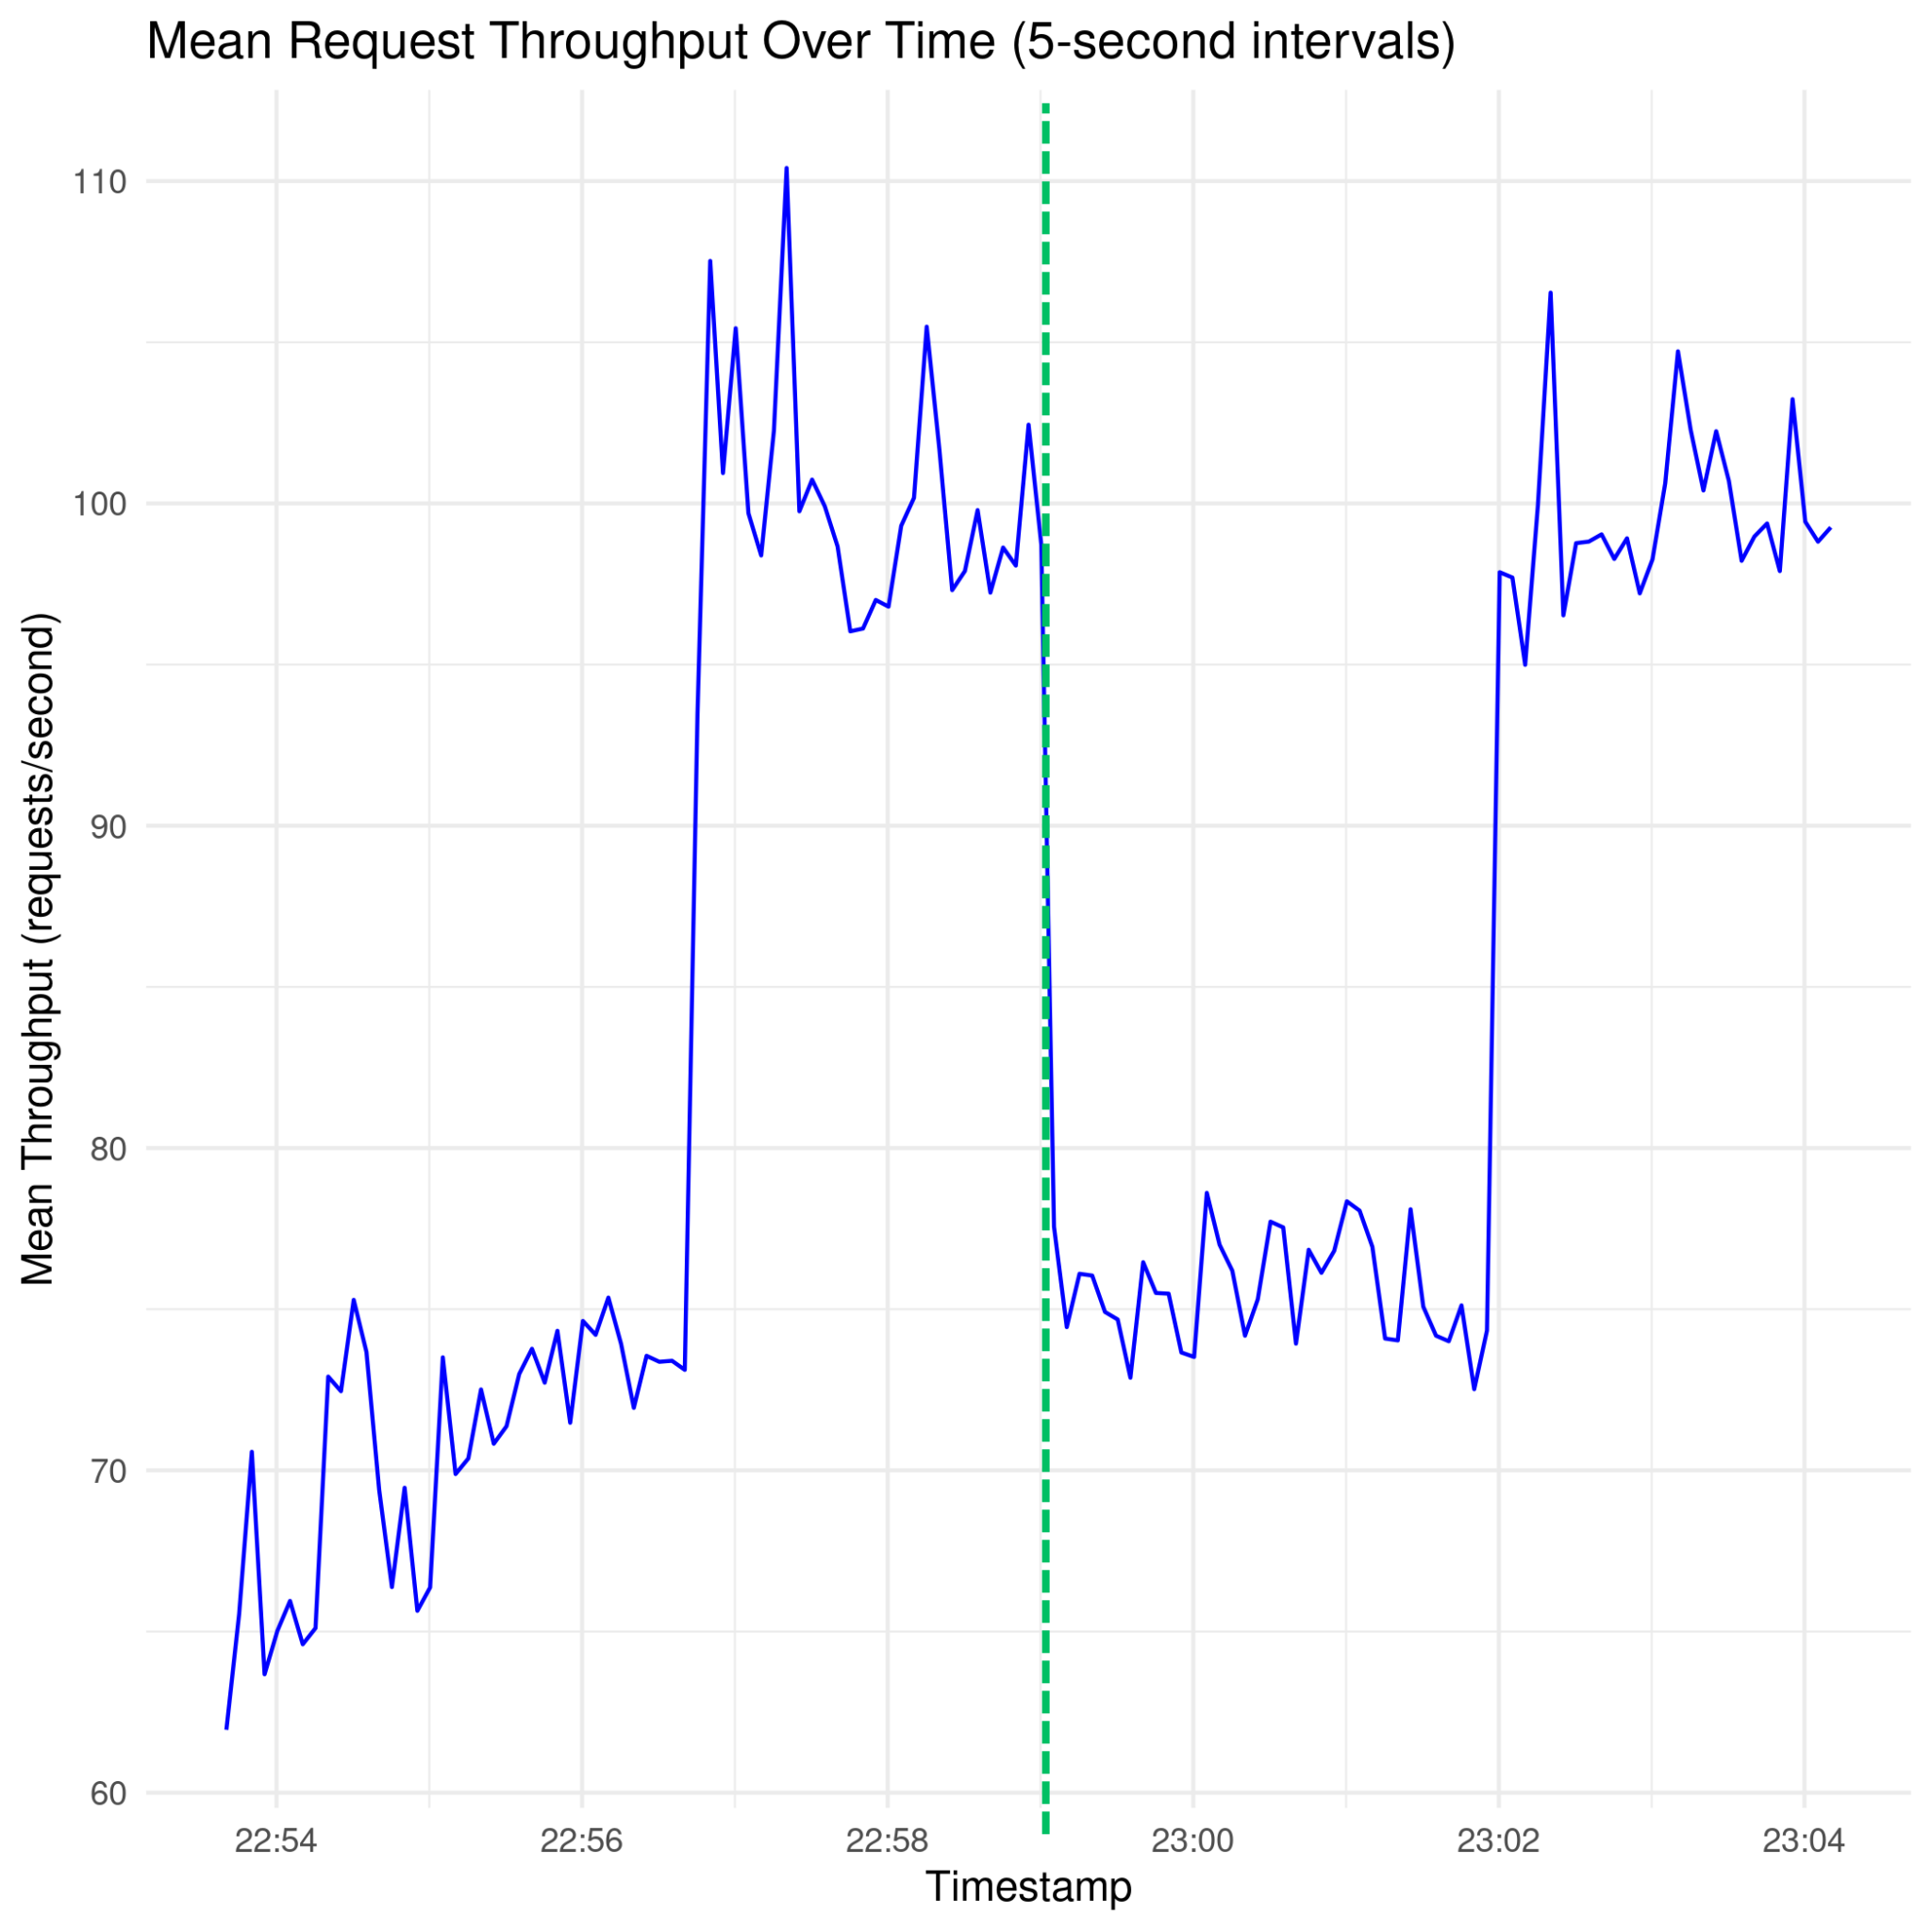 Mean Request Throughput Over Time (5-second intervals)
Mean Throughput (requests/second)
110
100
90
80
70
60
22:54 22:56 22:58 23:00 23:02 23:04
Timestamp